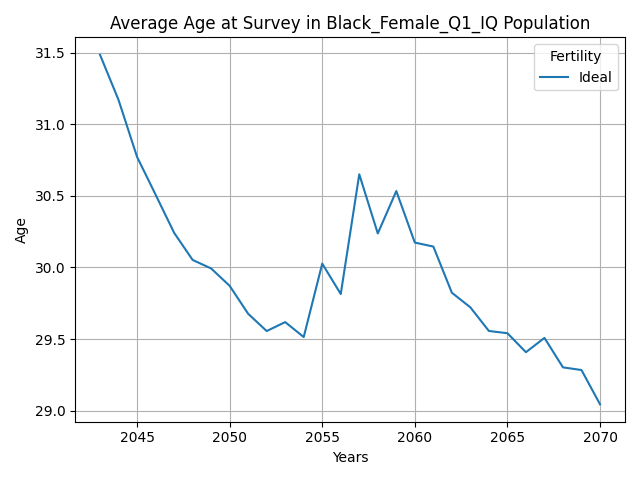 Average Age at Survey in Black_Female_Q1_IQ Population
Fertility
Ideal
31.5
31.0
30.5
30.0
29.5
29.0
Age
2045 2050 2055 2060 2065 2070
Years